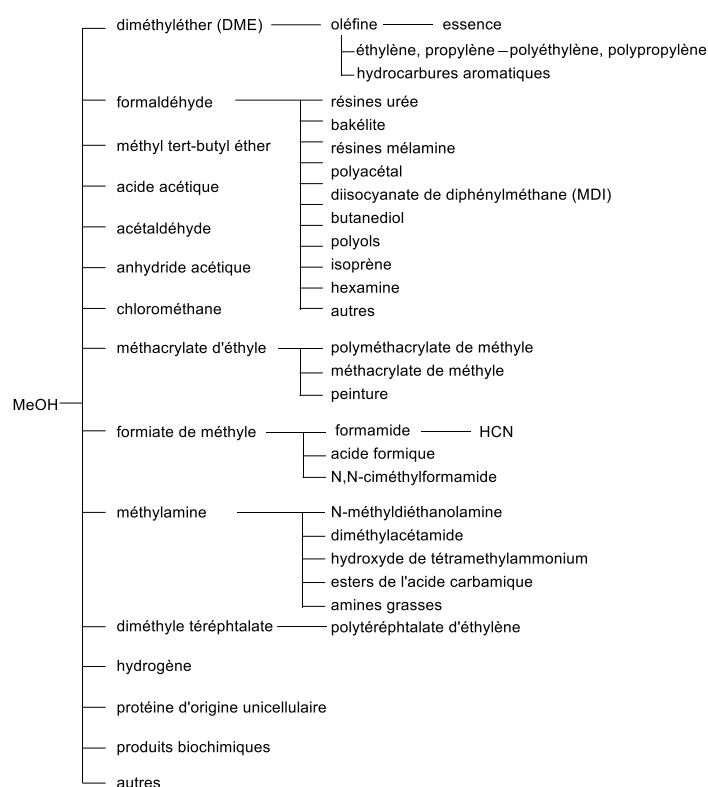 diméthyléther (DME) oléfine essence
éthylène, propylène polyéthylène, polypropylène
hydrocarbures aromatiques
formaldéhyde résines urée
bakélite
méthyl tert-butyl éther résines mélamine
polyacétal
acide acétique diisocyanate de diphénylméthane (MDI)
butanediol
acétaldéhyde polyols
anhydride acétique isoprène
hexamine
chlorométhane autres
méthacrylate d'éthyle polyméthacrylate de méthyle
méthacrylate de méthyle
peinture
MeOH
formiate de méthyle formamide HCN
acide formique
N,N-ciméthylformamide
méthylamine N-méthyldiéthanolamine
diméthylacétamide
hydroxyde de tétramethylammonium
esters de l'acide carbamique
amines grasses
diméthyle téréphtalate polytéréphtalate d'éthylène
hydrogène
protéine d'origine unicellulaire
produits biochimiques
autres